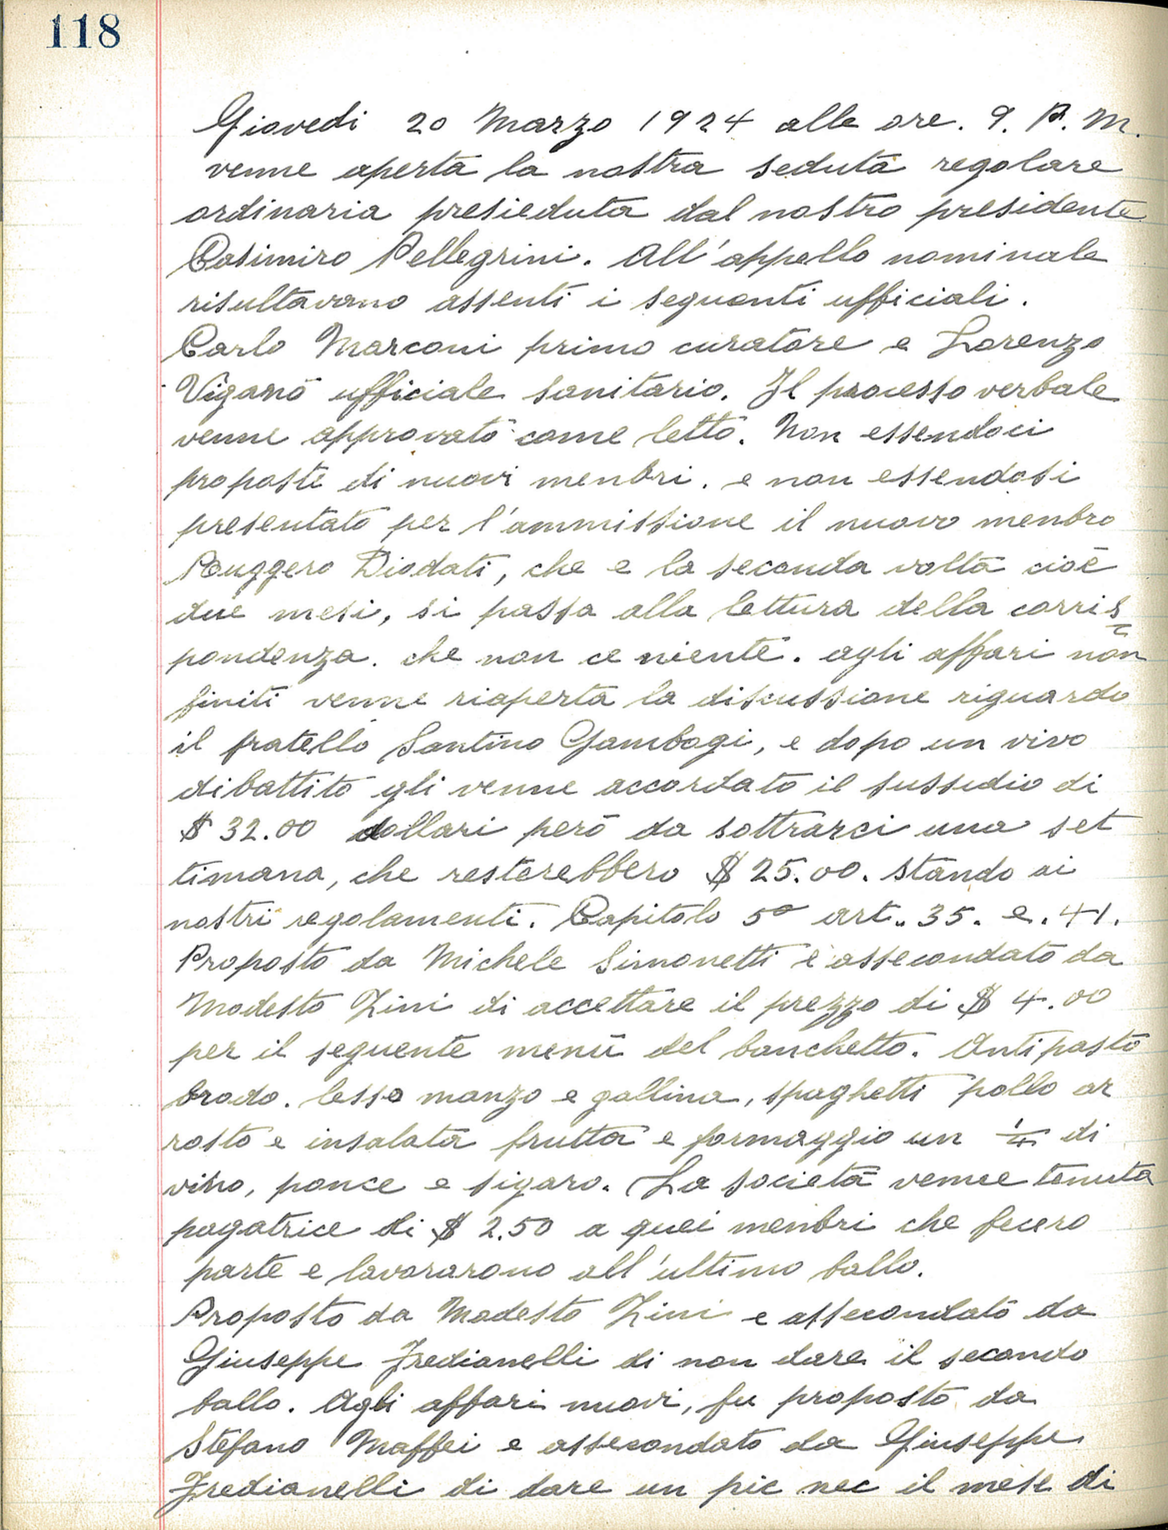 118
Giovedi 20 Marzo 1924 alle ore. 9. P. M.
venne aperta la nostra seduta regolare
ordinaria presieduta dal nostro presidente
Casimiro Pellegrini. All'appello nominale
risultavano assenti i seguenti ufficiali.
Carlo Marconi primo curatore e Lorenzo
Viganò ufficiale sanitario. Il processo verbale
venne approvato come letto. Non essendoci
proposte di nuovi menbri. e non essendosi
presentato per l'ammissione il nuovo menbro
Ruggero Diodati, che e la seconda volta cioè
due mesi, si passa alla lettura della corris=
pondenza. che non ce niente. agli affari non
finiti venne riaperta la discussione riguardo
il fratello Santino Gambogi, e dopo un vivo
dibattito gli venne accordato il sussudio di
$ 32.00 dollari però da sottrarci una set
timana, che resterebbero $ 25.00. stando ai
nostri regolamenti. Capitolo 5º art.. 35. e. 41.
Proposto da Michele Simonetti e assecondato da
Modesto Zini di accettare il prezzo di $ 4.00
per il seguente menù del banchetto. Antipasto
brodo. lesso manzo e gallina, spaghetti pollo ar
rosto e insalata frutta e formaggio un 1/4 di
vino, ponce e sigaro. La società venne tenuta
pagatrice di $ 2.50 a quei menbri che fecero
parte e lavorarono all'ultimo ballo.
Proposto da Modesto Zini e assecondato da
Giuseppe Fredianelli di non dare il secondo
ballo. Agli affari nuovi, fu proposto da
Stefano Maffei e assecondato da Giuseppe
Fredianelli di dare un pic nec il mese di